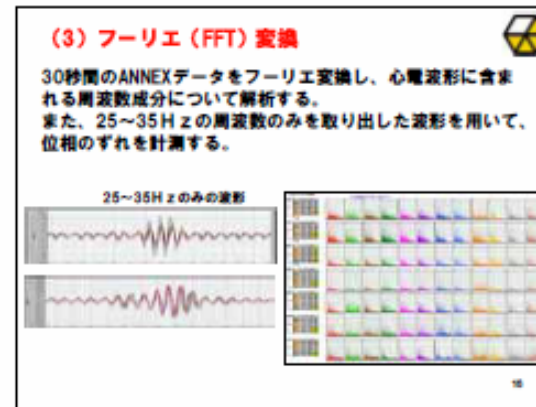 （3）フーリエ（FFT）変換
30秒間のANNEXデータをフーリエ変換し、心電波形に含ま
れる周波数成分について解析する。
また、25～35Ｈｚの周波数のみを取り出した波形を用いて、
位相のずれを計測する。
25～35Ｈｚのみの波形